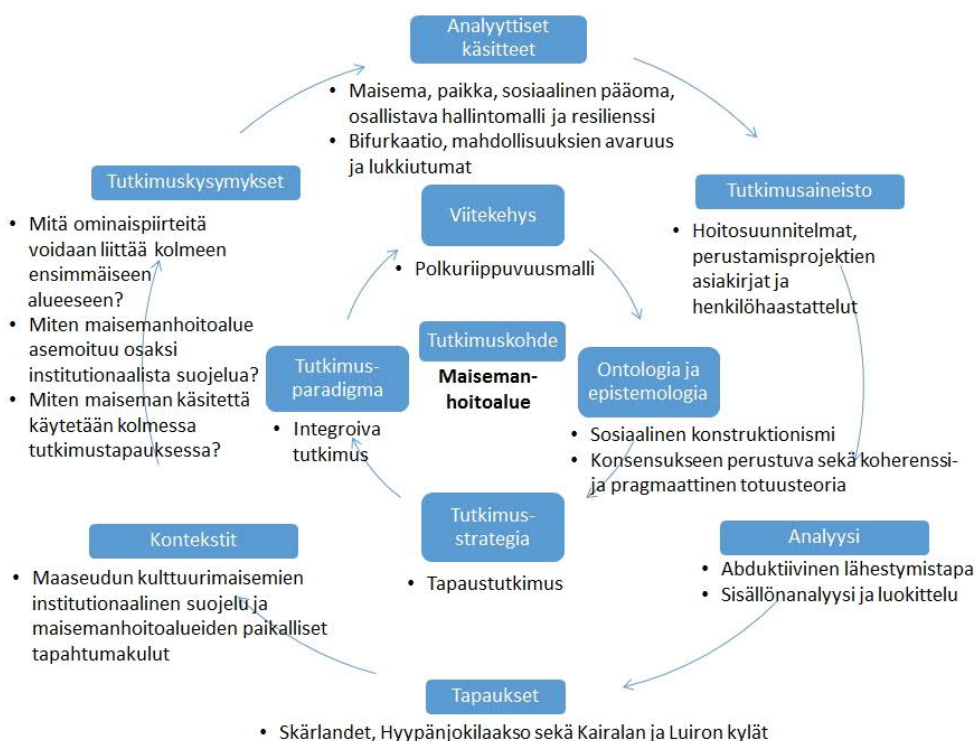 Analyyttiset
käsitteet
• Maisema, paikka, sosiaalinen pääoma,
osallistava hallintomalli ja resilienssi
• Bifurkaatio, mahdollisuuksien avaruus
ja lukkiutumat
Tutkimuskysymykset
• Mitä ominaispiirteitä
voidaan liittää kolmeen
ensimmäiseen
alueeseen?
• Miten maisemanhoitoalue
asemoituu osaksi
institutionaalista suojelua?
• Miten maiseman käsitettä
käytetään kolmessa
tutkimustapauksessa?
Viitekehys
• Polkuriippuvuusmalli
Tutkimusaineisto
• Hoitosuunnitelmat,
perustamisprojektien
asiakirjat ja
henkilöhaastattelut
Tutkimuskohde
Maiseman-
hoitoalue
Tutkimus-
paradigma
• Integroiva
tutkimus
Ontologia ja
epistemologia
• Sosiaalinen konstruktionismi
• Konsensukseen perustuva sekä koherenssi-
ja pragmaattinen totuusteoria
Tutkimus-
strategia
• Tapaustutkimus
Kontekstit
• Maaseudun kulttuurimaisemien
institutionaalinen suojelu ja
maisemanhoitoalueiden paikalliset
tapahtumakulut
Analyysi
• Abduktiivinen lähestymistapa
• Sisällönanalyysi ja luokittelu
Tapaukset
• Skärlandet, Hyypänjokilaakso sekä Kairalan ja Luiron kylät